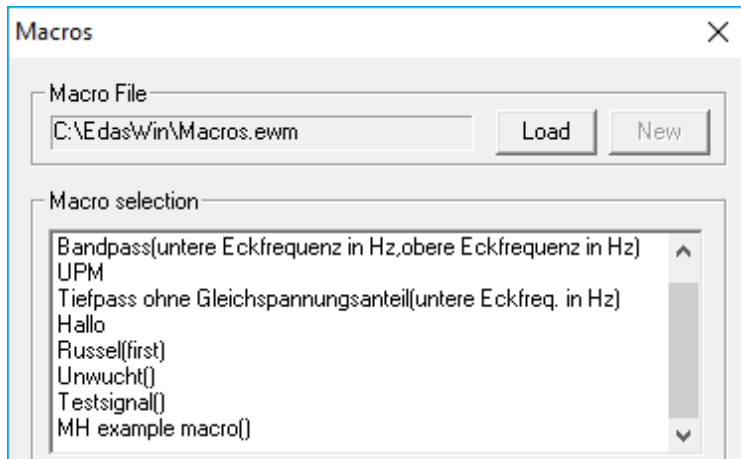 Macros
Macro File
C:\EdasWin\Macros.ewm
Load
New
Macro selection
Bandpass(untere Eckfrequenz in Hz,obere Eckfrequenz in Hz)
UPM
Tiefpass ohne Gleichspannungsanteil(untere Eckfreq. in Hz)
Hallo
Russel(first)
Unwucht()
Testsignal()
MH example macro()